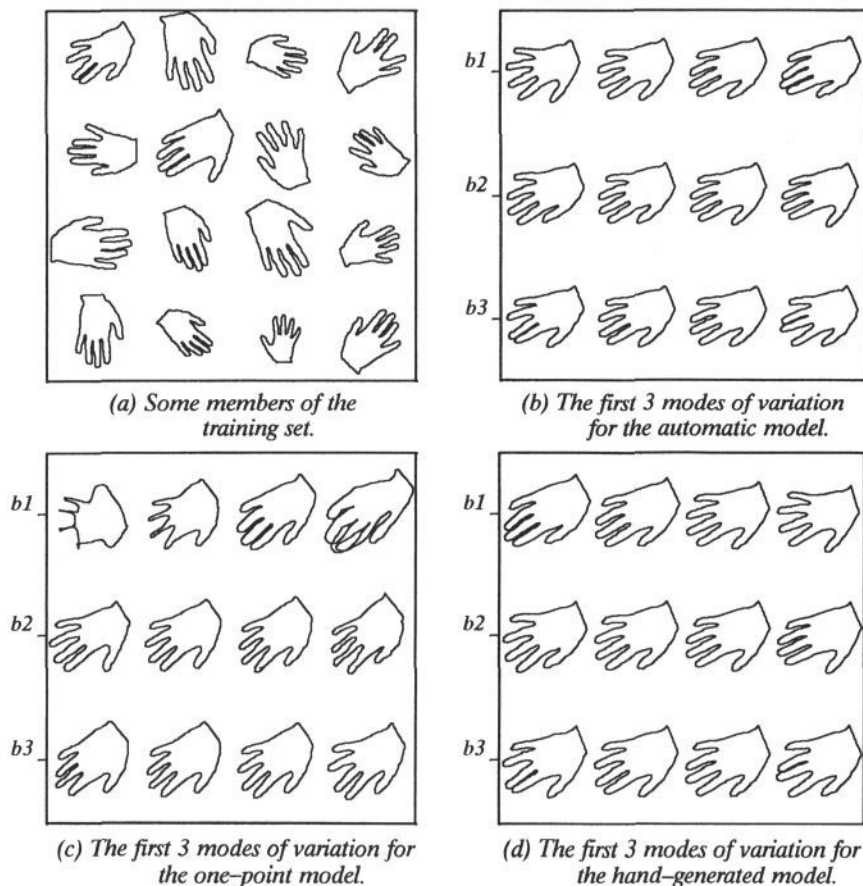 b1
b2
b3
(a) Some members of the
training set.
(b) The first 3 modes of variation
for the automatic model.
b1
b2
b3
(c) The first 3 modes of variation for
the one–point model.
b1
b2
b3
(d) The first 3 modes of variation for
the hand–generated model.